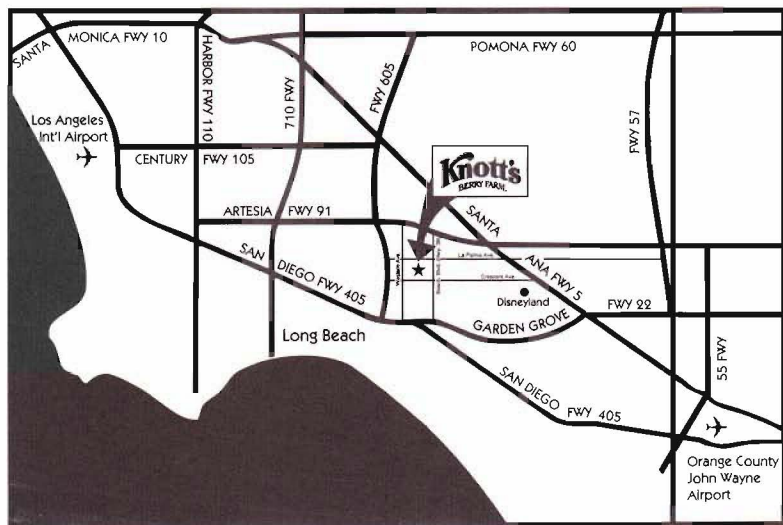 SANTA MONICA FWY 10
HARBOR FWY 110
710 FWY
FWY 605
POMONA FWY 60
FWY 57
Los Angeles
Int'l Airport
CENTURY FWY 105
Knott's
BERRY FARM.
ARTESIA FWY 91
SANTA ANA FWY 5
SAN DIEGO FWY 405
Western Ave
La Palma Ave
Crescent Ave
Disneyland
FWY 22
GARDEN GROVE
Long Beach
55 FWY
SAN DIEGO FWY 405
Orange County
John Wayne
Airport